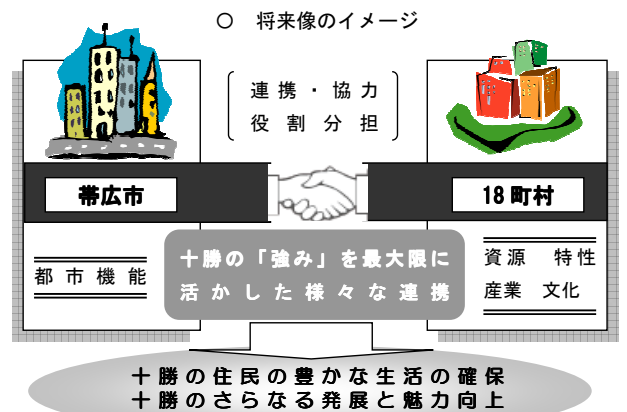 ○ 将来像のイメージ
連携・協力
役割分担
帯広市
18町村
都市機能
十勝の「強み」を最大限に
活かした様々な連携
資源 特性
産業 文化
十勝の住民の豊かな生活の確保
十勝のさらなる発展と魅力向上